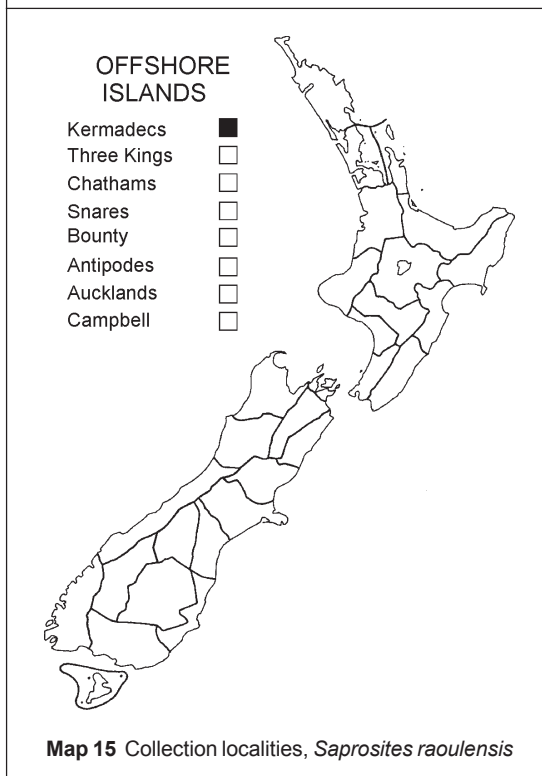 OFFSHORE
ISLANDS
Kermadecs
Three Kings
Chathams
Snares
Bounty
Antipodes
Aucklands
Campbell
Map 15 Collection localities, Saprosites raoulensis